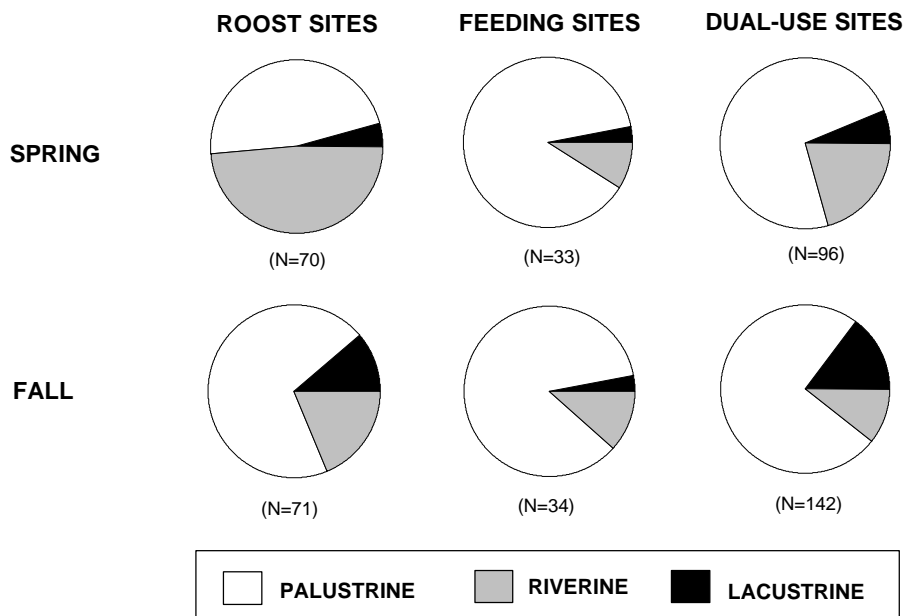 ROOST SITES FEEDING SITES DUAL-USE SITES
SPRING
(N=70) (N=33) (N=96)
FALL
(N=71) (N=34) (N=142)
PALUSTRINE RIVERINE LACUSTRINE